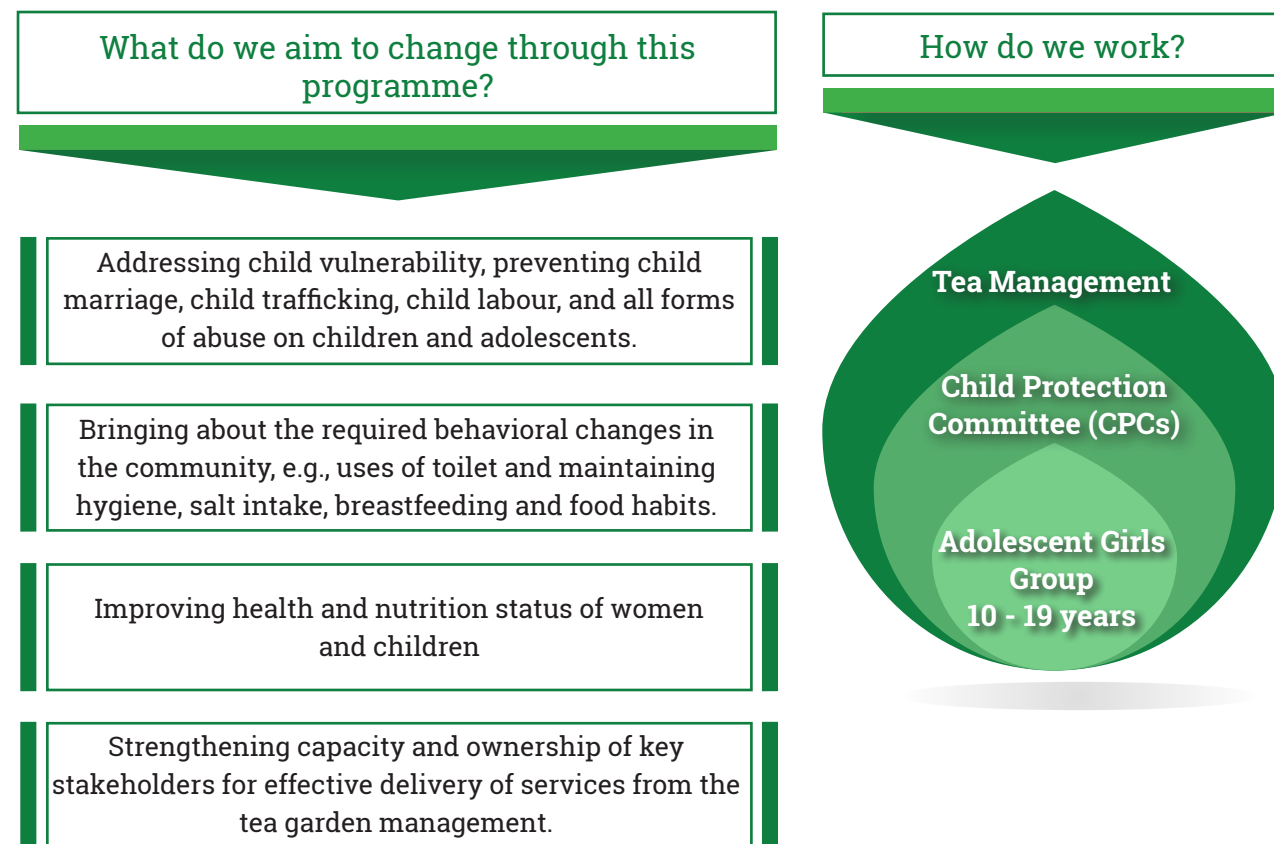 What do we aim to change through this
programme?
Addressing child vulnerability, preventing child
marriage, child trafficking, child labour, and all forms
of abuse on children and adolescents.
Bringing about the required behavioral changes in
the community, e.g., uses of toilet and maintaining
hygiene, salt intake, breastfeeding and food habits.
Improving health and nutrition status of women
and children
Strengthening capacity and ownership of key
stakeholders for effective delivery of services from the
tea garden management.
How do we work?
Tea Management
Child Protection
Committee (CPCs)
Adolescent Girls
Group
10 - 19 years